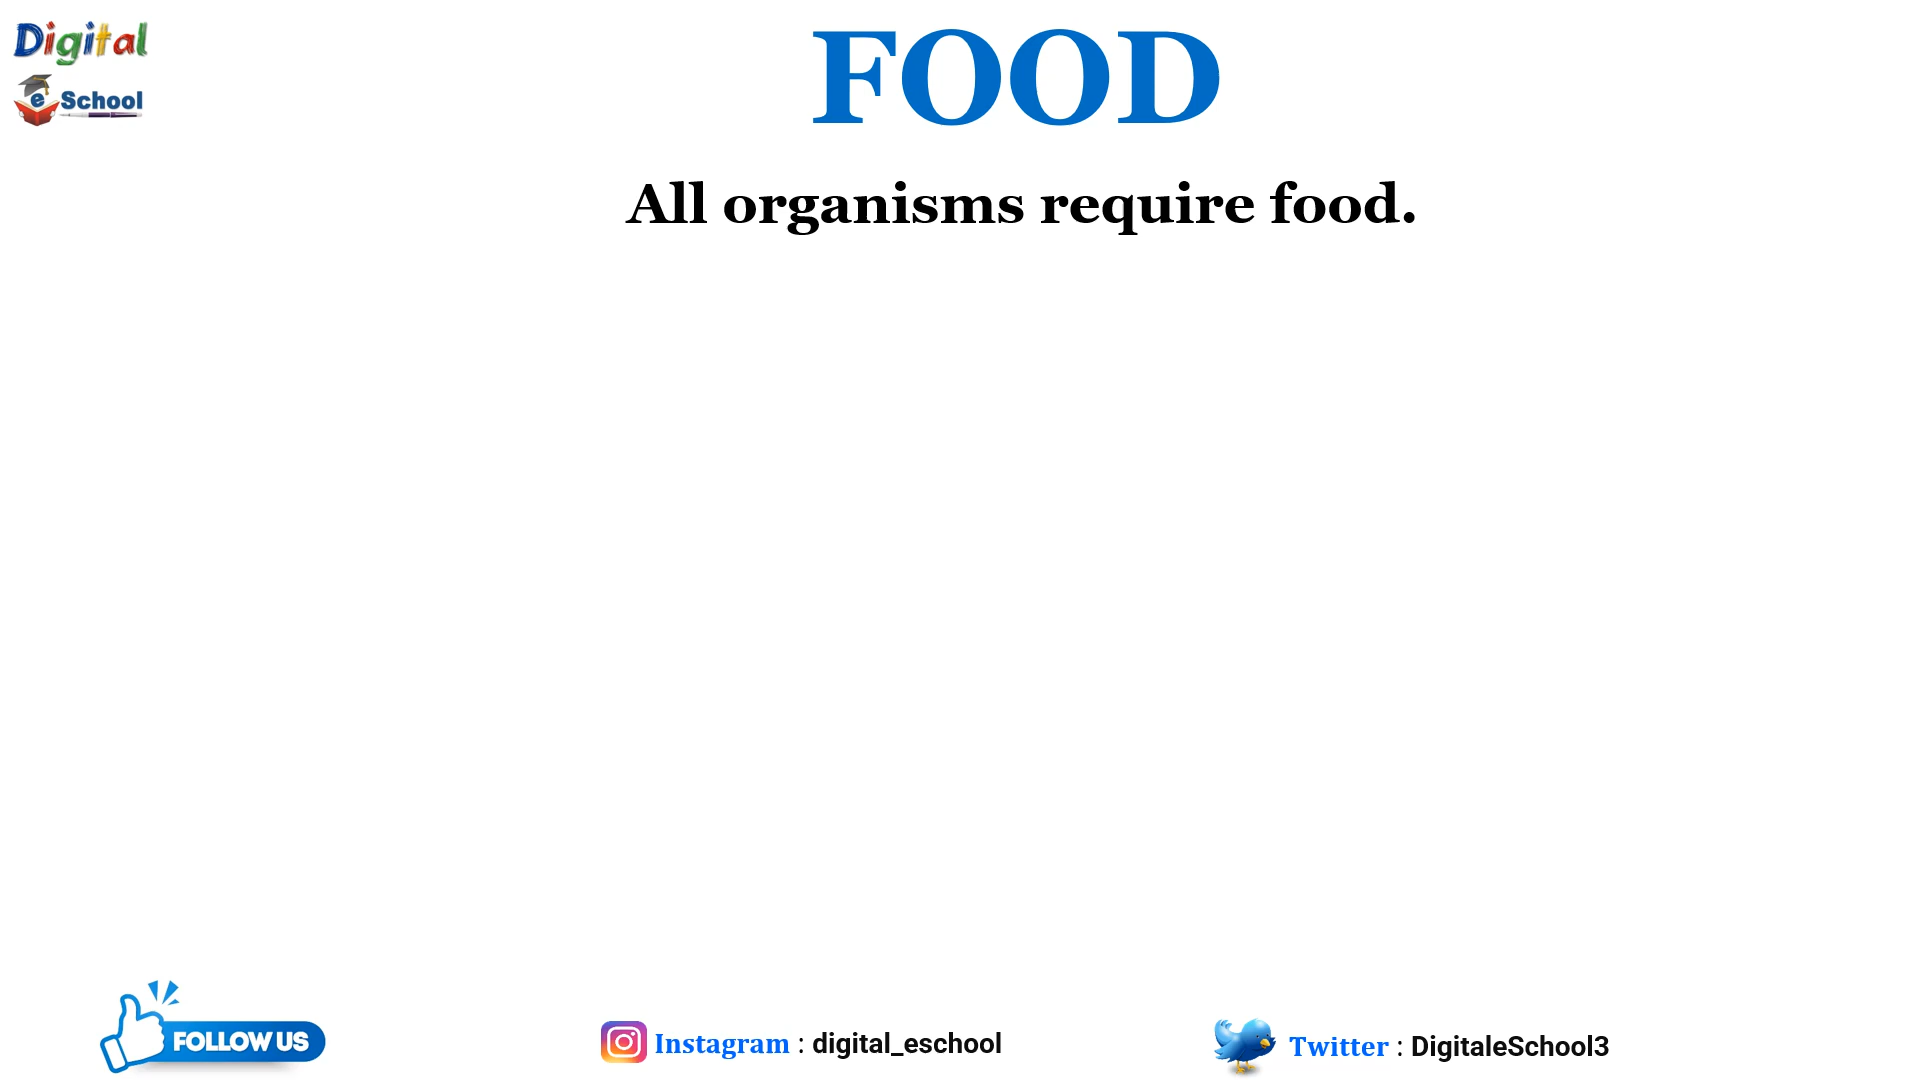 Digital
e School
FOOD
All organisms require food.
FOLLOW US
Instagram : digital_eschool
Twitter : DigitaleSchool3